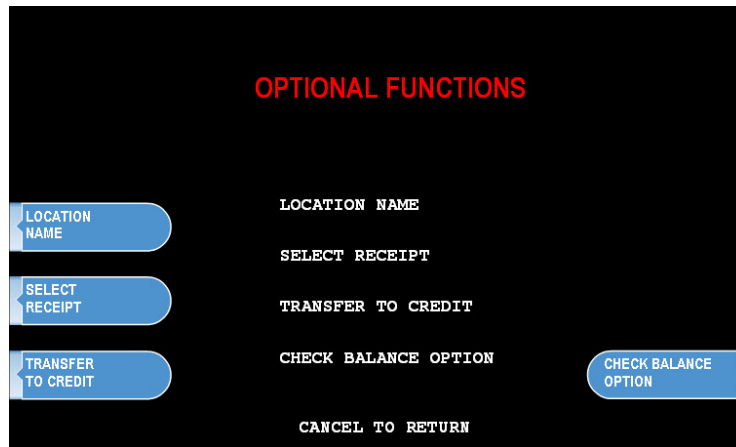 OPTIONAL FUNCTIONS
LOCATION NAME
SELECT RECEIPT
TRANSFER TO CREDIT
CHECK BALANCE OPTION
CANCEL TO RETURN
LOCATION
NAME
SELECT
RECEIPT
TRANSFER
TO CREDIT
CHECK BALANCE
OPTION